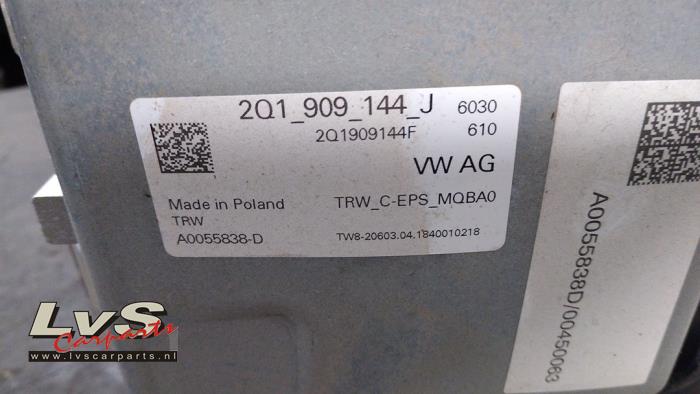 2Q1_909_144_J 6030
2Q1909144F 610
VW AG
Made in Poland TRW_C-EPS_MQBA0
TRW
A0055838-D TW8-20603.04.1840010218
A0055838D/00450063
LvS
Carparts
www.lvscarparts.nl